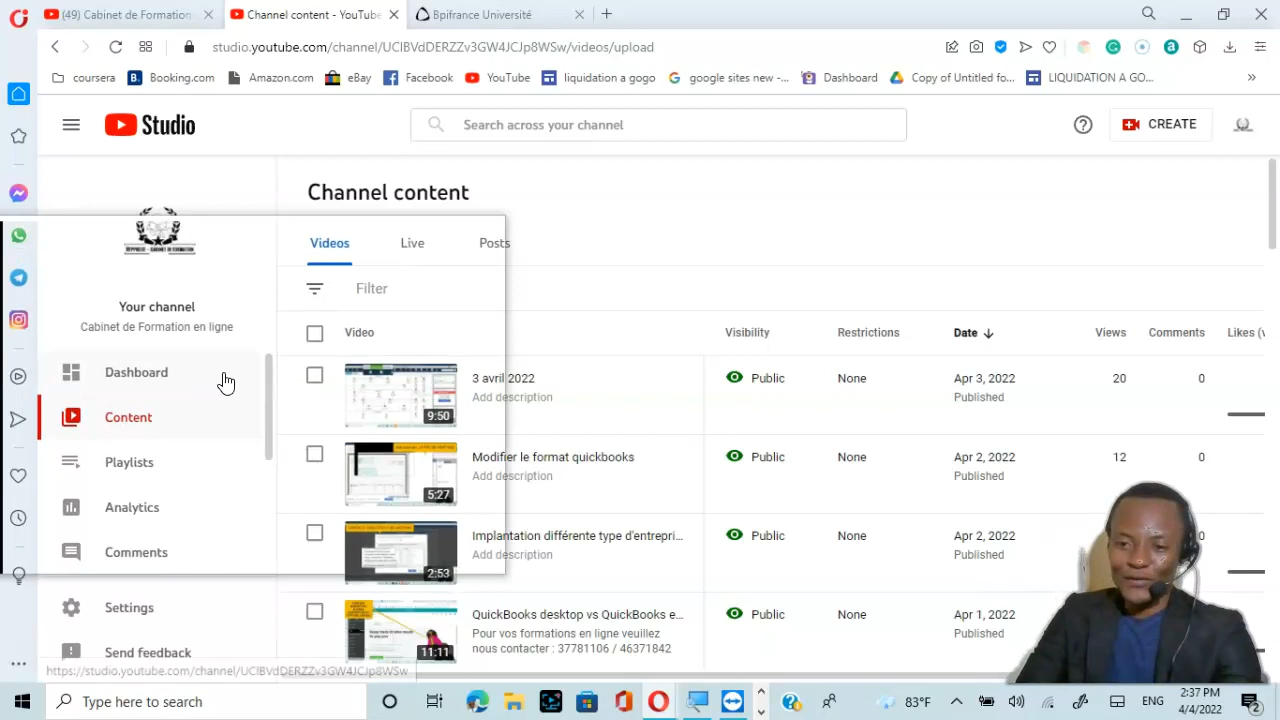 (49) Cabinet de Formation
Channel content - YouTube
Bpifrance Université
studio.youtube.com/channel/UCIBVdDERZZv3GW4JCJp8WSw/videos/upload
coursera
Booking.com
Amazon.com
eBay
Facebook
YouTube
liquidation a gogo
google sites new -...
Dashboard
Copy of Untitled fo...
LIQUIDATION A GO...
Studio
Search across your channel
CREATE
Channel content
Videos Live Posts
Filter
Your channel
Cabinet de Formation en ligne
Dashboard
Content
Playlists
Analytics
Comments
Settings
Send feedback
Video Visibility Restrictions Date Views Comments Likes (v
9:50
3 avril 2022 Public None Apr 3, 2022 20 0
Add description Published
5:27
Modifier le format quickbooks Public None Apr 2, 2022 12 0
Add description Published
2:53
Public None Apr 2, 2022
Add description Published
11:11
QuickBooks desktop vs Quickbooks e... Public None Apr 1, 2022
Pour vos formations en ligne veuillez Published
nous contacter : 37781106 / 44371842
Type here to search
83°F
ENG
2:37 PM
4/4/2022
2